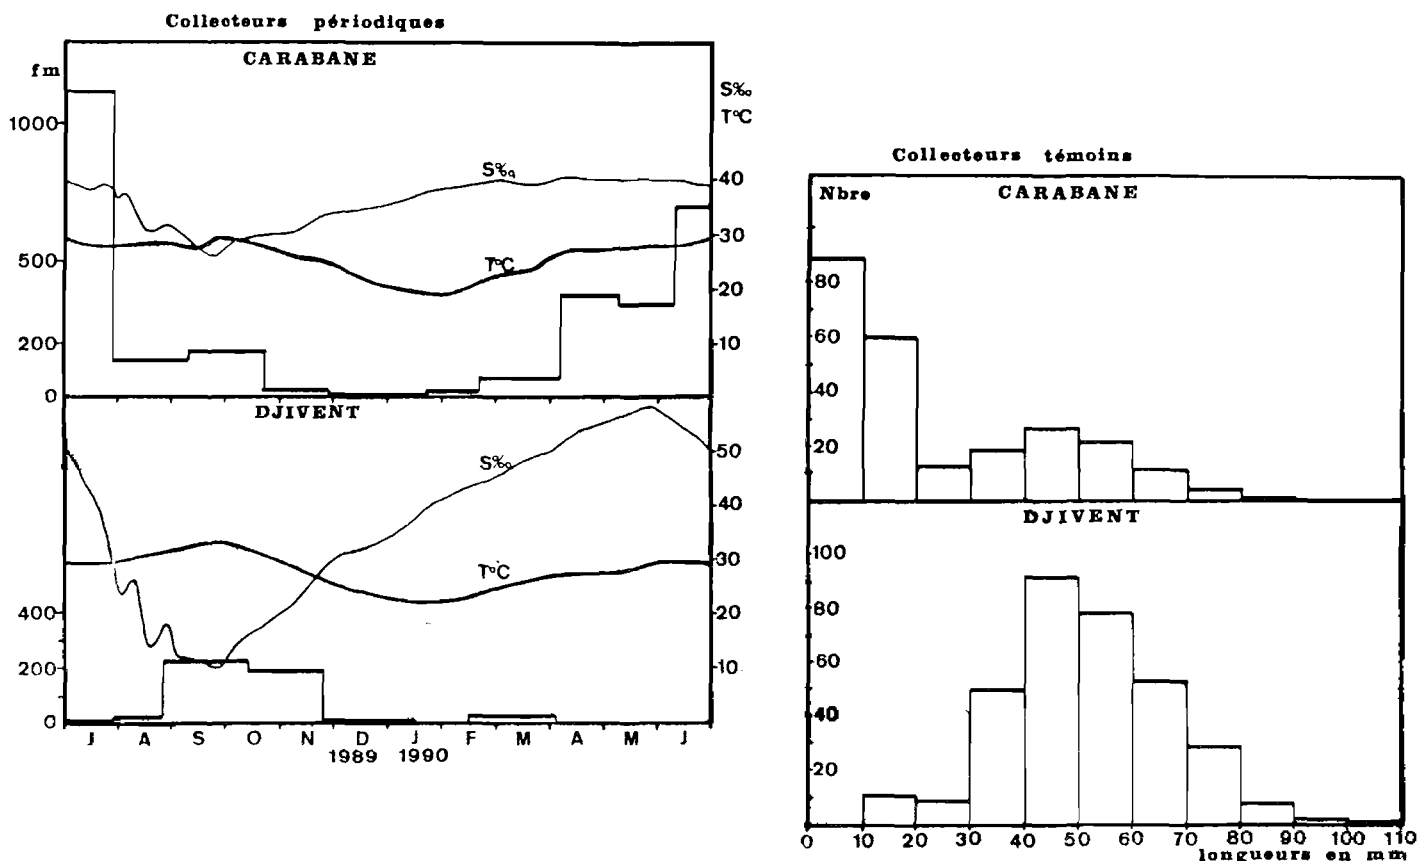 Collecteurs périodiques
CARABANE
fm
1000
500
200
0
S‰
T°C
40
30
20
10
S‰
T°C
DJIVENT
400
200
0
50
40
30
20
10
S‰
T°C
J A S O N D J F M A M J
1989 1990
Collecteurs témoins
Nbre CARABANE
80
60
40
20
DJIVENT
100
80
60
40
20
0 10 20 30 40 50 60 70 80 90 100 110
longueurs en mm